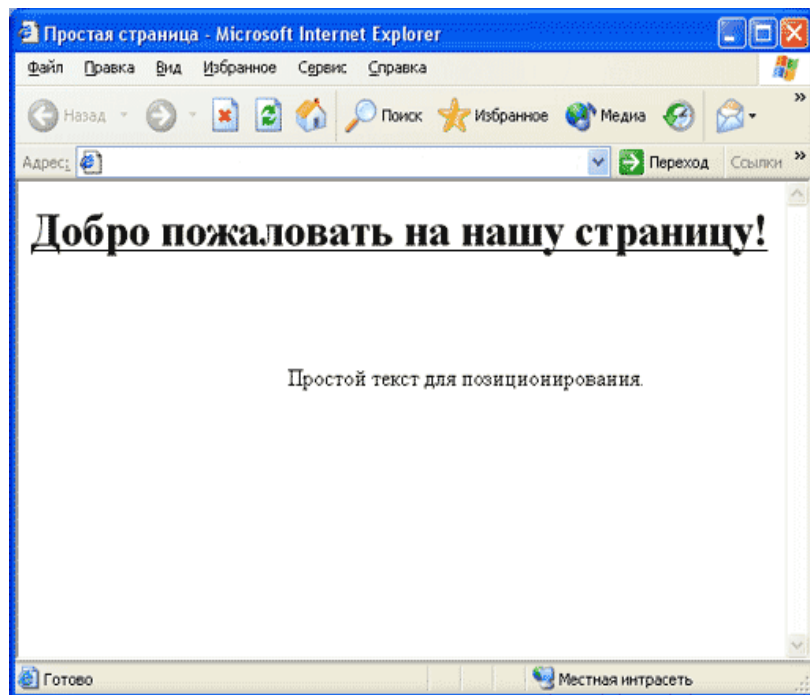 Простая страница - Microsoft Internet Explorer
Файл Правка Вид Избранное Сервис Справка
Назад Поиск Избранное Медиа »
Адрес: Переход Ссылки »
Добро пожаловать на нашу страницу!
Простой текст для позиционирования.
Готово Местная интрасеть